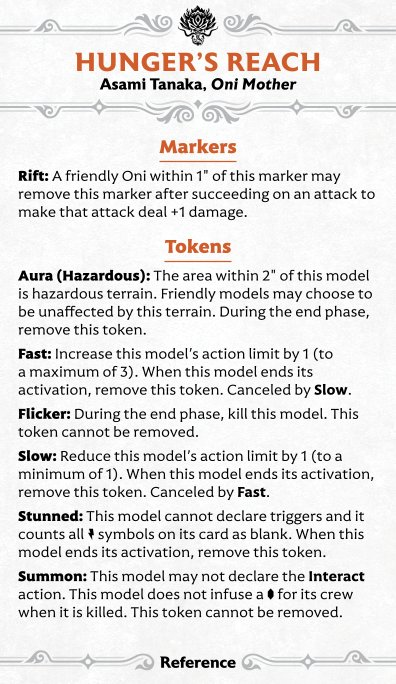 HUNGER'S REACH
Asami Tanaka, Oni Mother
Markers
Rift: A friendly Oni within 1" of this marker may
remove this marker after succeeding on an attack to
make that attack deal +1 damage.
Tokens
Aura (Hazardous): The area within 2" of this model
is hazardous terrain. Friendly models may choose to
be unaffected by this terrain. During the end phase,
remove this token.
Fast: Increase this model's action limit by 1 (to
a maximum of 3). When this model ends its
activation, remove this token. Canceled by Slow.
Flicker: During the end phase, kill this model. This
token cannot be removed.
Slow: Reduce this model's action limit by 1 (to a
minimum of 1). When this model ends its activation,
remove this token. Canceled by Fast.
Stunned: This model cannot declare triggers and it
counts all symbols on its card as blank. When this
model ends its activation, remove this token.
Summon: This model may not declare the Interact
action. This model does not infuse a for its crew
when it is killed. This token cannot be removed.
Reference